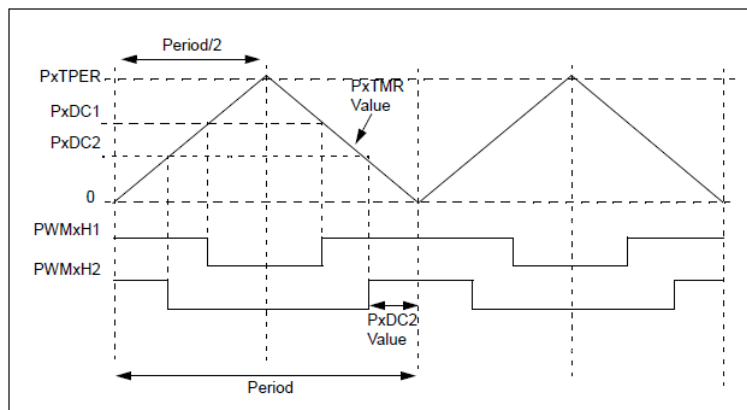 Period/2
PxTPER
PxTMR
Value
PxDC1
PxDC2
0
PWMxH1
PWMxH2
PxDC2
Value
Period